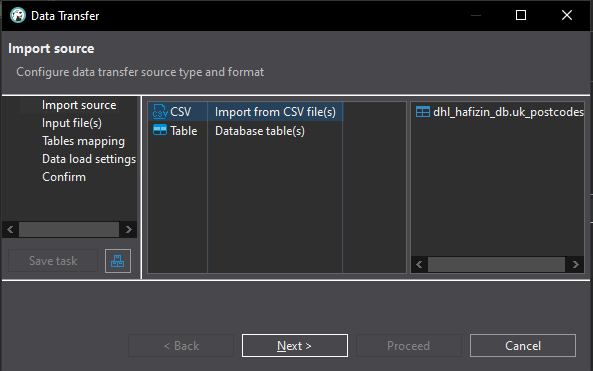 Data Transfer
Import source
Configure data transfer source type and format
Import source
Input file(s)
Tables mapping
Data load settings
Confirm
Save task
CSV Import from CSV file(s)
Table Database table(s)
dhl_hafizin_db.uk_postcodes
< Back
Next >
Proceed
Cancel